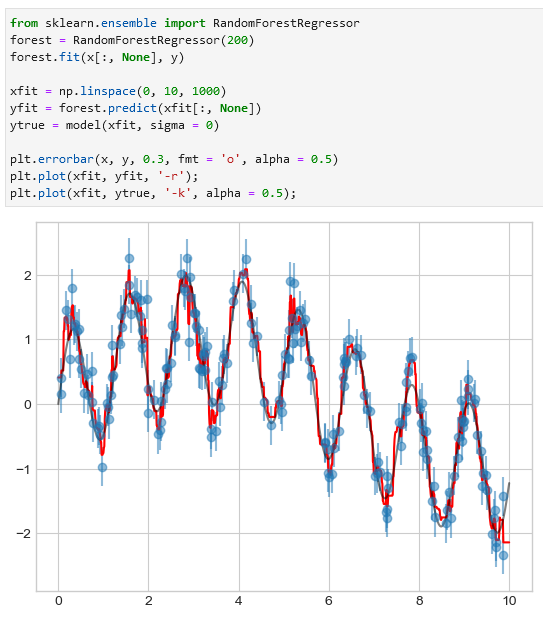 from sklearn.ensemble import RandomForestRegressor
forest = RandomForestRegressor(200)
forest.fit(x[:, None], y)
xfit = np.linspace(0, 10, 1000)
yfit = forest.predict(xfit[:, None])
ytrue = model(xfit, sigma = 0)
plt.errorbar(x, y, 0.3, fmt = 'o', alpha = 0.5)
plt.plot(xfit, yfit, '-r');
plt.plot(xfit, ytrue, '-k', alpha = 0.5);
2
1
0
−1
−2
0 2 4 6 8 10